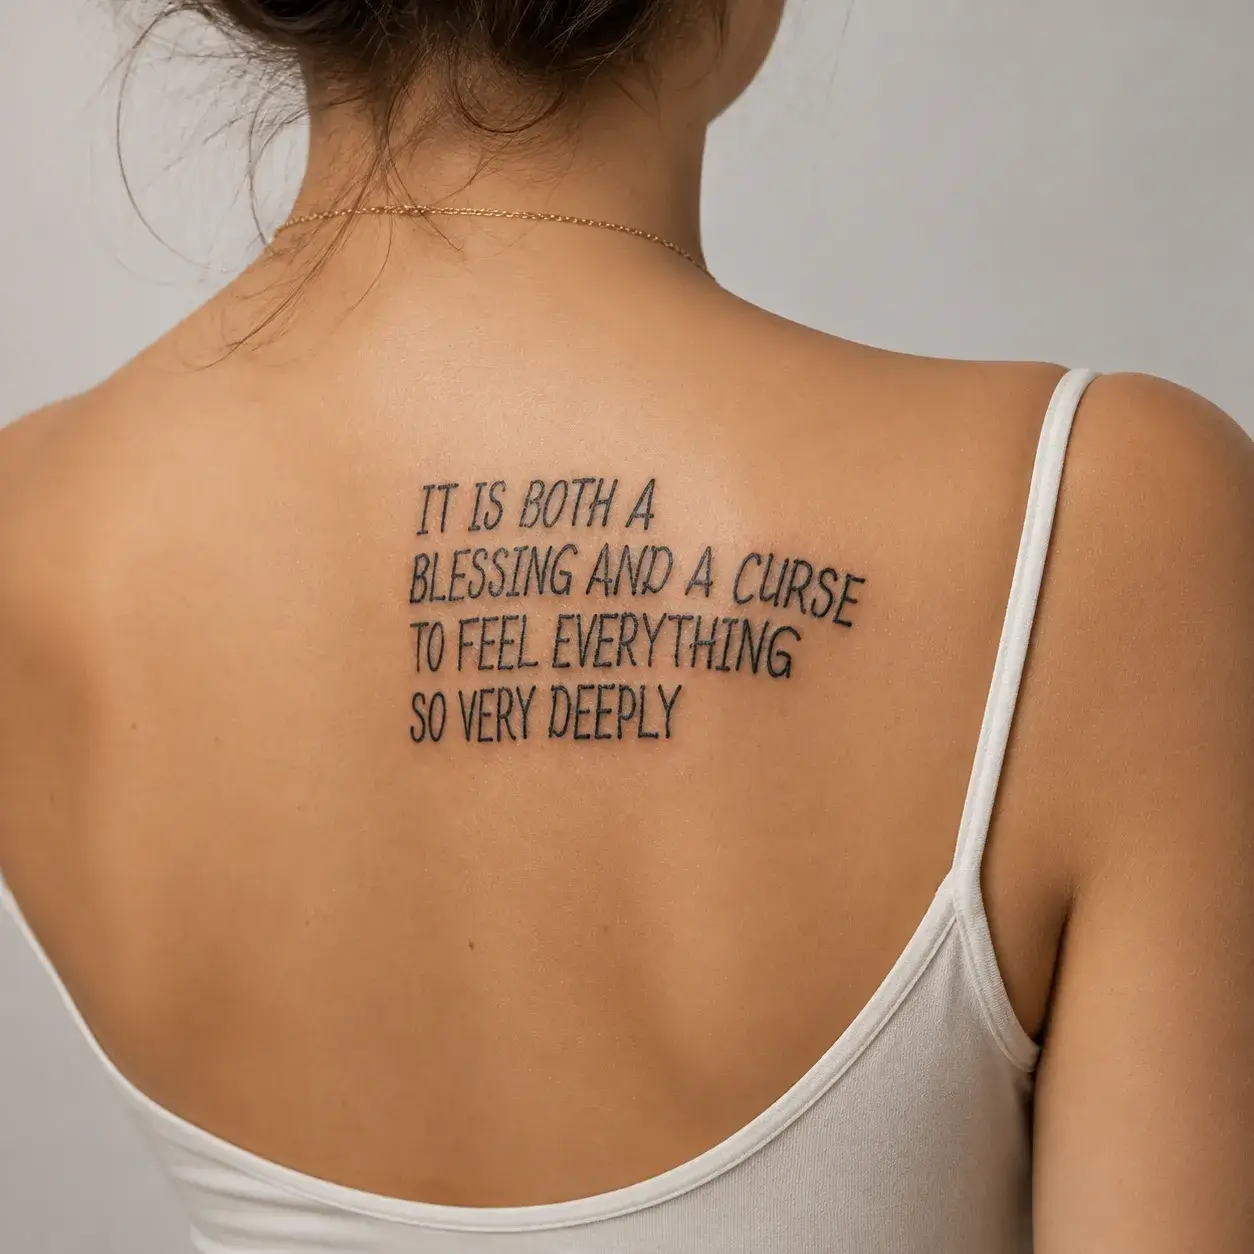 IT IS BOTH A
BLESSING AND A CURSE
TO FEEL EVERYTHING
SO VERY DEEPLY